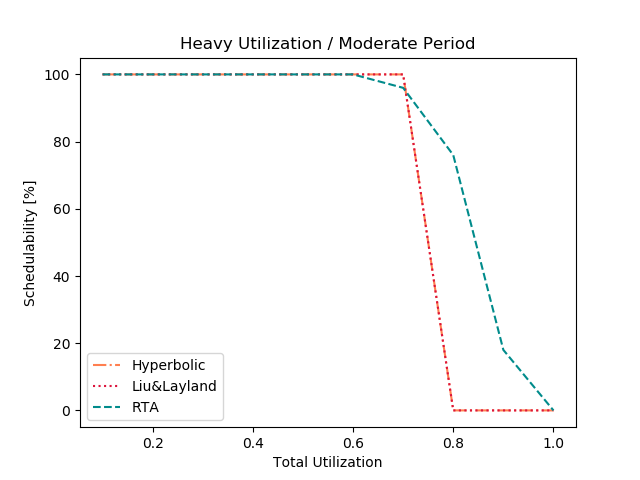 Heavy Utilization / Moderate Period
Schedulability [%]
100
80
60
40
20
0
Hyperbolic
Liu&Layland
RTA
0.2
0.4
0.6
0.8
1.0
Total Utilization